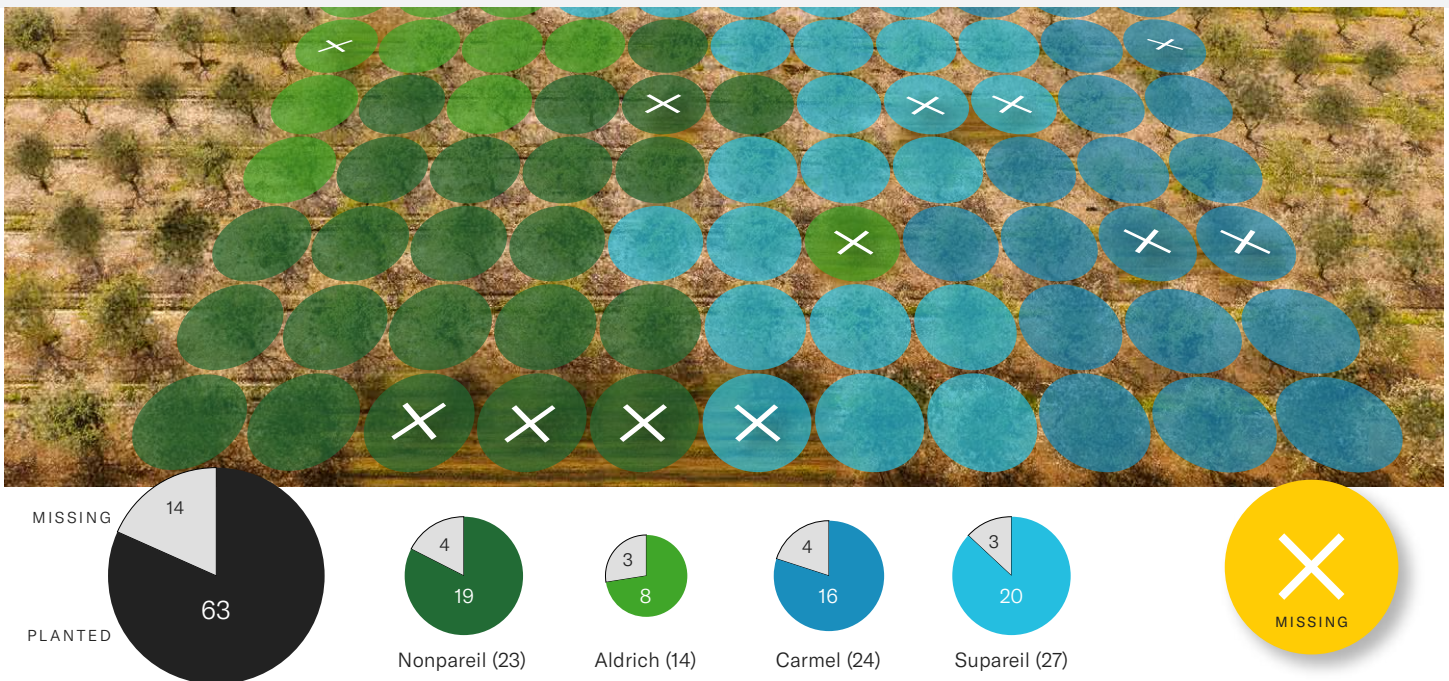 MISSING
14
63
PLANTED
4
19
Nonpareil (23)
3
8
Aldrich (14)
4
16
Carmel (24)
3
20
Supareil (27)
MISSING